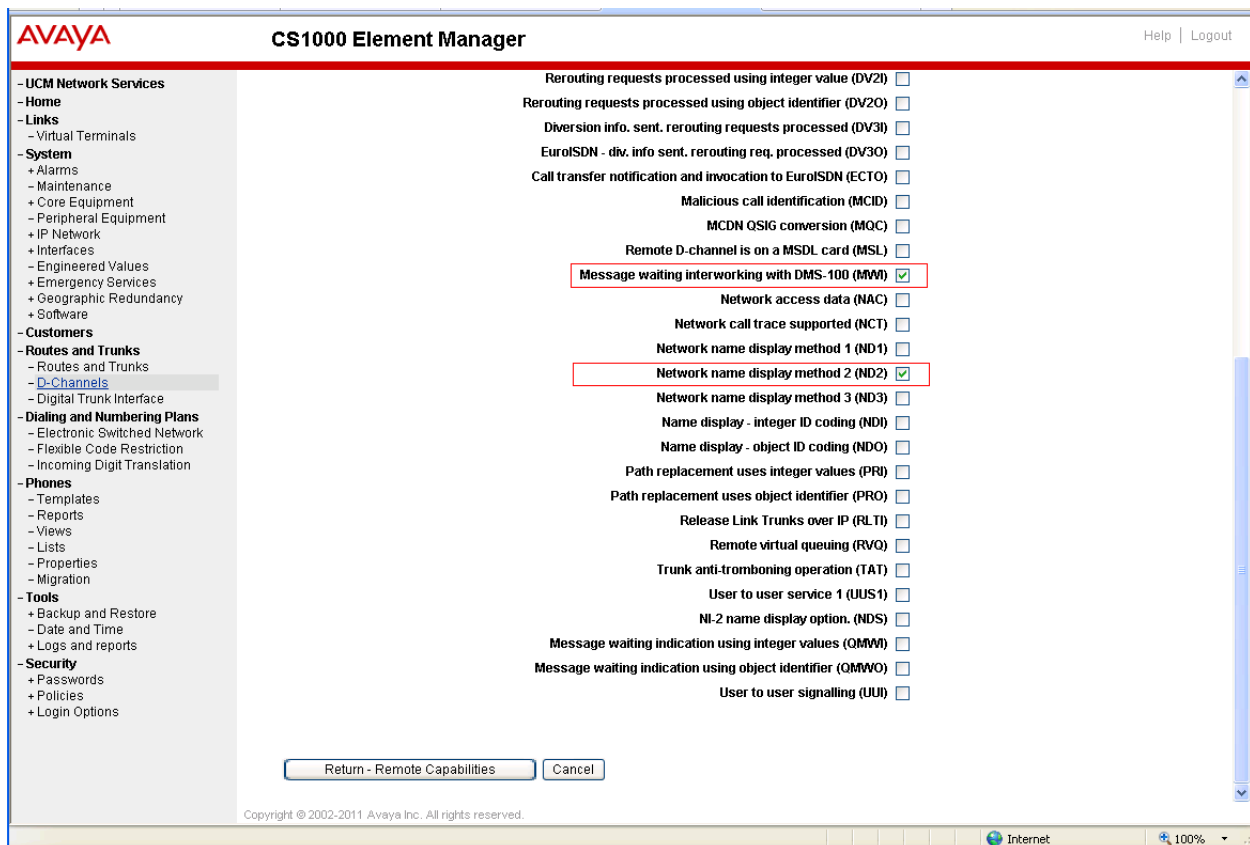 AVAYA
CS1000 Element Manager
Help | Logout
- UCM Network Services
- Home
- Links
- Virtual Terminals
- System
+ Alarms
- Maintenance
+ Core Equipment
- Peripheral Equipment
+ IP Network
+ Interfaces
- Engineered Values
+ Emergency Services
+ Geographic Redundancy
+ Software
- Customers
- Routes and Trunks
- Routes and Trunks
- D-Channels
- Digital Trunk Interface
- Dialing and Numbering Plans
- Electronic Switched Network
- Flexible Code Restriction
- Incoming Digit Translation
- Phones
- Templates
- Reports
- Views
- Lists
- Properties
- Migration
- Tools
+ Backup and Restore
- Date and Time
+ Logs and reports
- Security
+ Passwords
+ Policies
+ Login Options
Rerouting requests processed using integer value (DV2I)
Rerouting requests processed using object identifier (DV2O)
Diversion info. sent. rerouting requests processed (DV3I)
EuroISDN - div. info sent. rerouting req. processed (DV3O)
Call transfer notification and invocation to EuroISDN (ECTO)
Malicious call identification (MCID)
MCDN QSIG conversion (MQC)
Remote D-channel is on a MSDL card (MSL)
Message waiting interworking with DMS-100 (MWI)
Network access data (NAC)
Network call trace supported (NCT)
Network name display method 1 (ND1)
Network name display method 2 (ND2)
Network name display method 3 (ND3)
Name display - integer ID coding (NDI)
Name display - object ID coding (NDO)
Path replacement uses integer values (PRI)
Path replacement uses object identifier (PRO)
Release Link Trunks over IP (RLTI)
Remote virtual queuing (RVQ)
Trunk anti-tromboning operation (TAT)
User to user service 1 (UUS1)
NI-2 name display option. (NDS)
Message waiting indication using integer values (QMWI)
Message waiting indication using object identifier (QMWO)
User to user signalling (UUI)
Return - Remote Capabilities
Cancel
Copyright © 2002-2011 Avaya Inc. All rights reserved.
Internet
100%